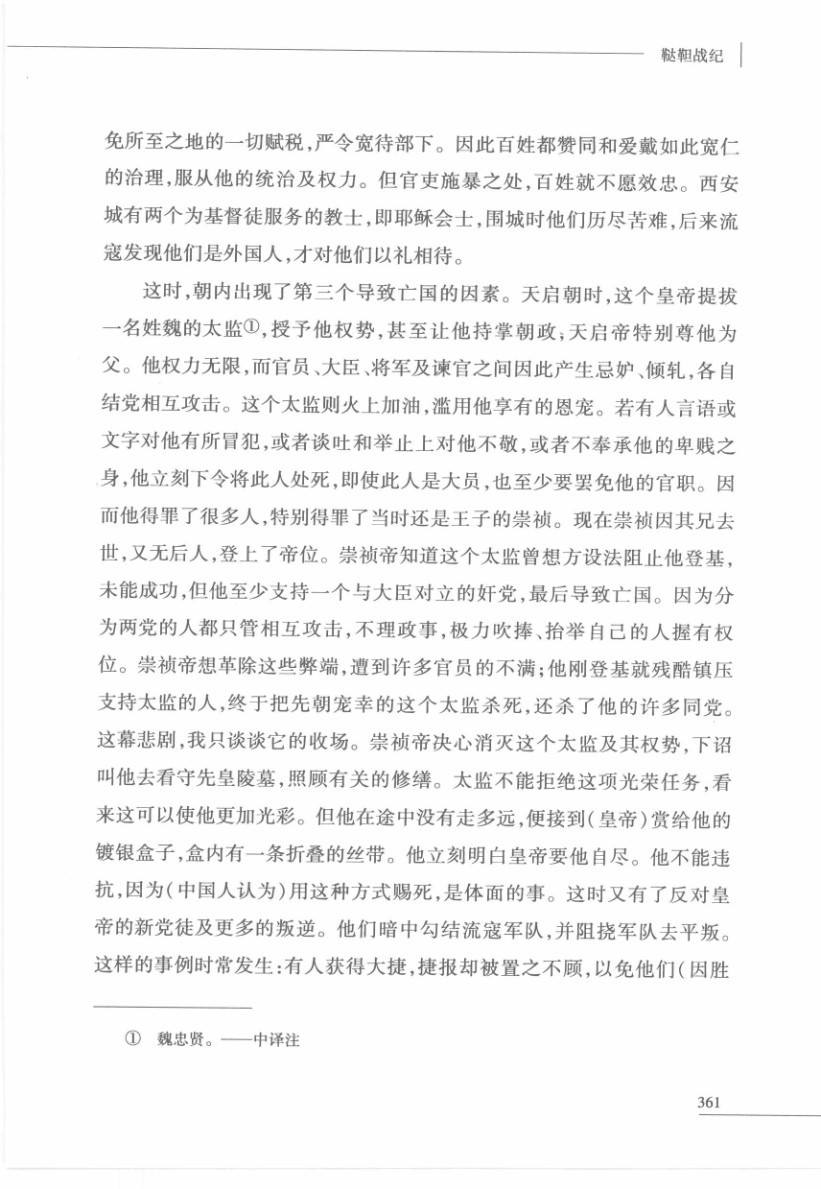 鞑靼战纪
免所至之地的一切赋税,严令宽待部下。因此百姓都赞同和爱戴如此宽仁
的治理,服从他的统治及权力。但官吏施暴之处,百姓就不愿效忠。西安
城有两个为基督徒服务的教士,即耶稣会士,围城时他们历尽苦难,后来流
寇发现他们是外国人,才对他们以礼相待。
这时,朝内出现了第三个导致亡国的因素。天启朝时,这个皇帝提拔
一名姓魏的太监①,授予他权势,甚至让他持掌朝政;天启帝特别尊他为
父。他权力无限,而官员、大臣、将军及谏官之间因此产生忌妒、倾轧,各自
结党相互攻击。这个太监则火上加油,滥用他享有的恩宠。若有人言语或
文字对他有所冒犯,或者谈吐和举止上对他不敬,或者不奉承他的卑贱之
身,他立刻下令将此人处死,即使此人是大员,也至少要罢免他的官职。因
而他得罪了很多人,特别得罪了当时还是王子的崇祯。现在崇祯因其兄去
世,又无后人,登上了帝位。崇祯帝知道这个太监曾想方设法阻止他登基,
未能成功,但他至少支持一个与大臣对立的奸党,最后导致亡国。因为分
为两党的人都只管相互攻击,不理政事,极力吹捧、抬举自己的人握有权
位。崇祯帝想革除这些弊端,遭到许多官员的不满;他刚登基就残酷镇压
支持太监的人,终于把先朝宠幸的这个太监杀死,还杀了他的许多同党。
这幕悲剧,我只谈谈它的收场。崇祯帝决心消灭这个太监及其权势,下诏
叫他去看守先皇陵墓,照顾有关的修缮。太监不能拒绝这项光荣任务,看
来这可以使他更加光彩。但他在途中没有走多远,便接到(皇帝)赏给他的
镀银盒子,盒内有一条折叠的丝带。他立刻明白皇帝要他自尽。他不能违
抗,因为(中国人认为)用这种方式赐死,是体面的事。这时又有了反对皇
帝的新党徒及更多的叛逆。他们暗中勾结流寇军队,并阻挠军队去平叛。
这样的事例时常发生:有人获得大捷,捷报却被置之不顾,以免他们(因胜
① 魏忠贤。——中译注
361